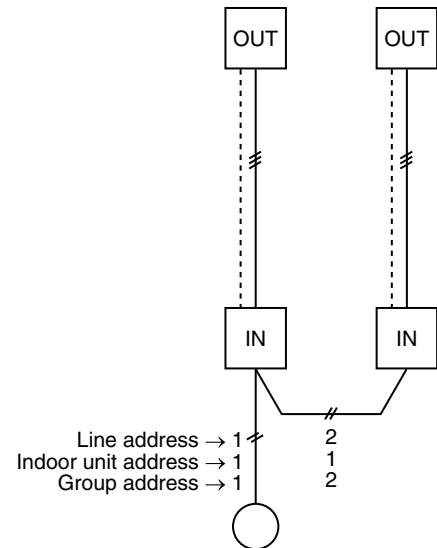 OUT OUT
IN IN
Line address → 1 2
Indoor unit address → 1 1
Group address → 1 2